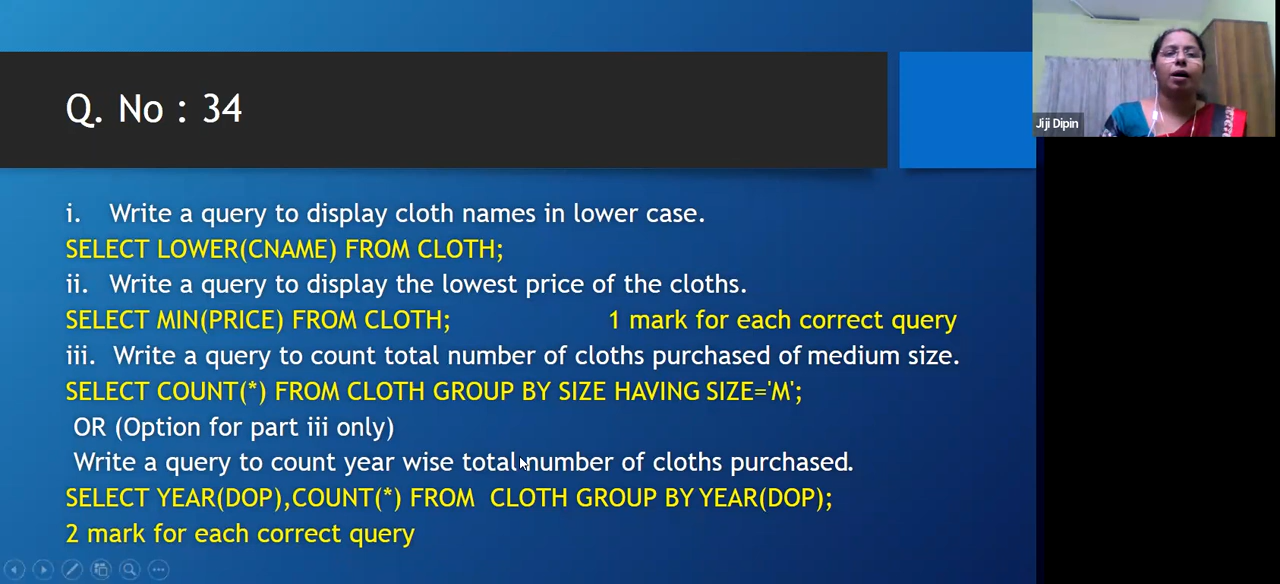 Q. No : 34
Jiji Dipin
i. Write a query to display cloth names in lower case.
SELECT LOWER(CNAME) FROM CLOTH;
ii. Write a query to display the lowest price of the cloths.
SELECT MIN(PRICE) FROM CLOTH; 1 mark for each correct query
iii. Write a query to count total number of cloths purchased of medium size.
SELECT COUNT(*) FROM CLOTH GROUP BY SIZE HAVING SIZE='M';
OR (Option for part iii only)
Write a query to count year wise total number of cloths purchased.
SELECT YEAR(DOP),COUNT(*) FROM CLOTH GROUP BY YEAR(DOP);
2 mark for each correct query